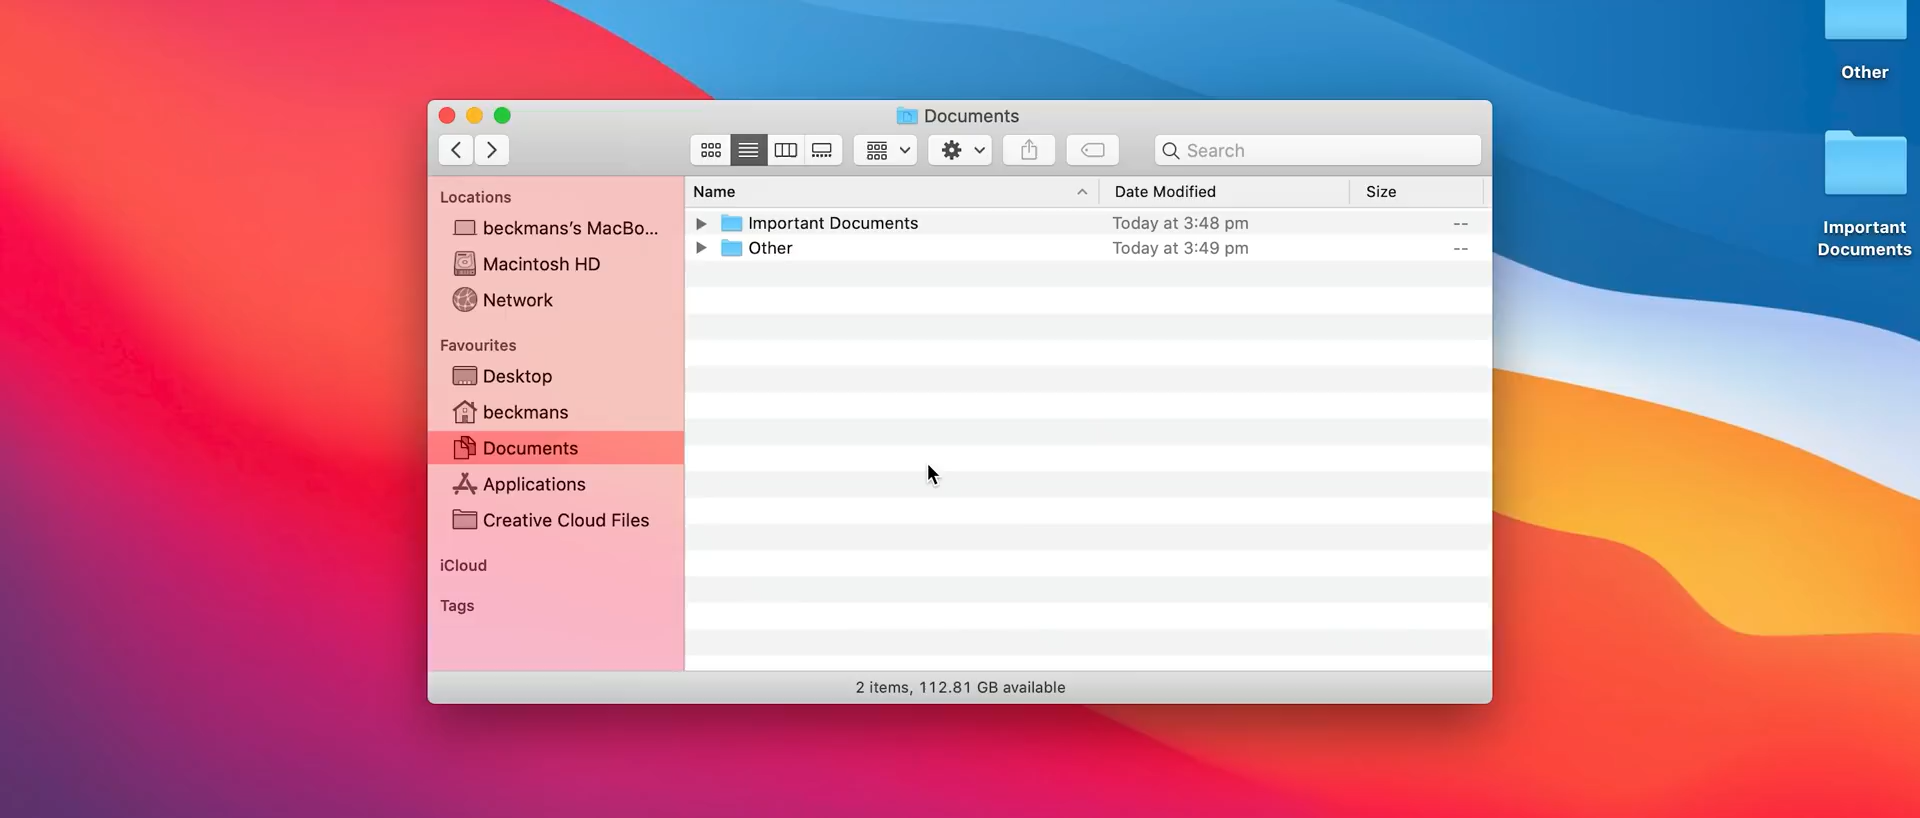 Documents
Search
Locations
beckmans's MacBo...
Macintosh HD
Network
Favourites
Desktop
beckmans
Documents
Applications
Creative Cloud Files
iCloud
Tags
Name Date Modified Size
Important Documents Today at 3:48 pm --
Other Today at 3:49 pm --
2 items, 112.81 GB available
Other
Important
Documents